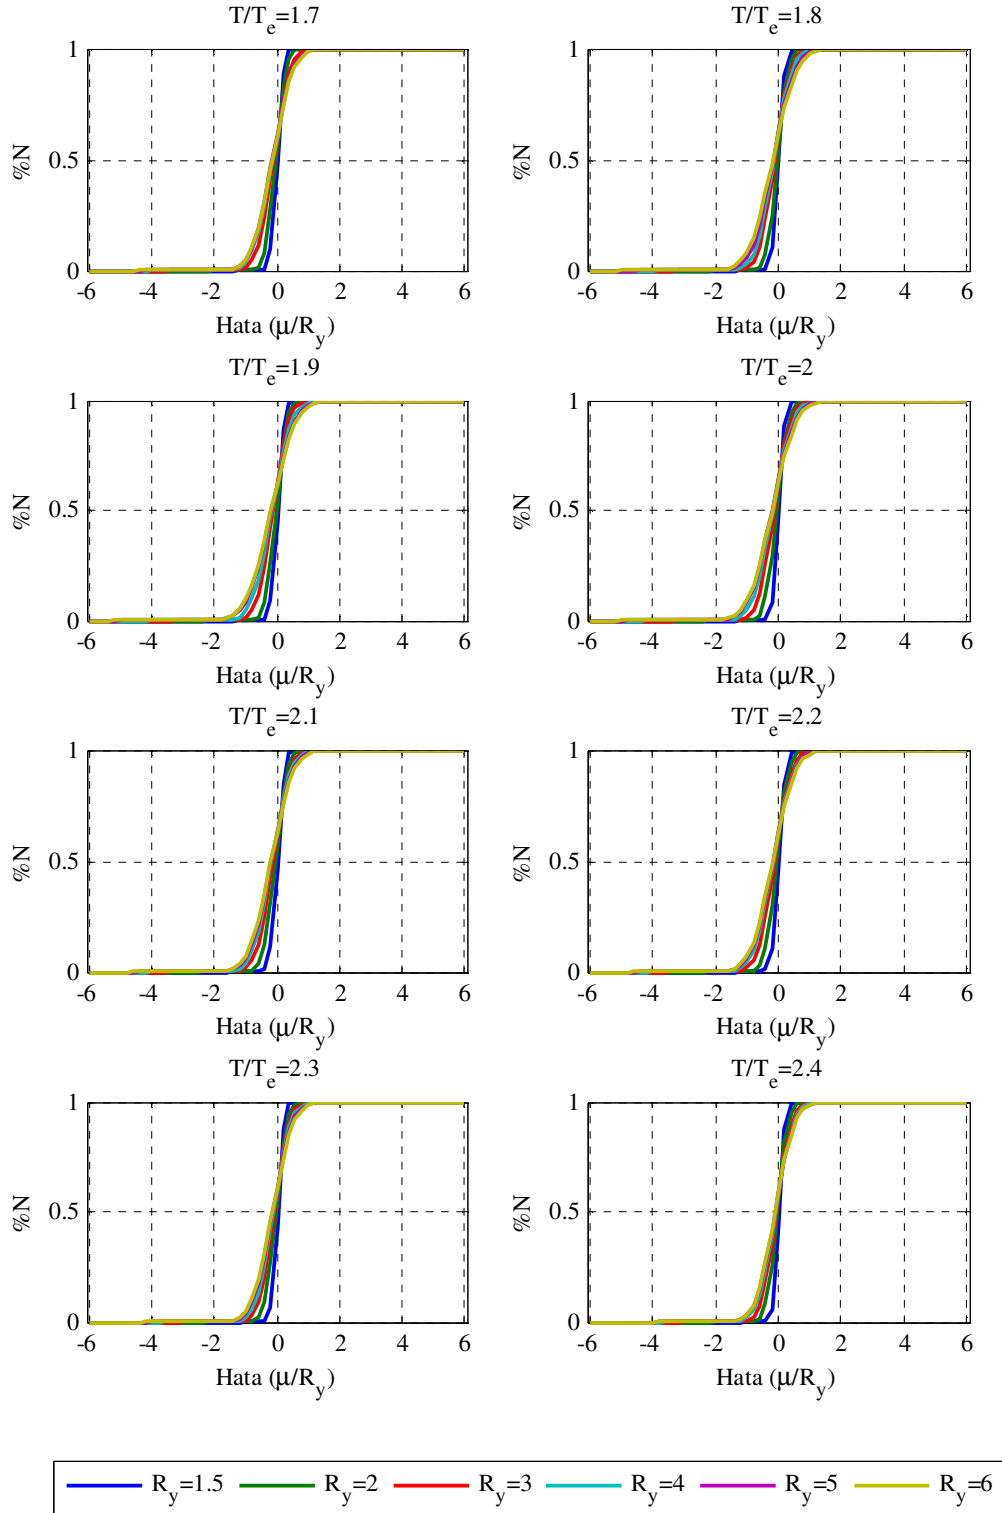 T/Te=1.7 T/Te=1.8
1 1
%N 0.5 %N 0.5
0 0
-6 -4 -2 0 2 4 6 -6 -4 -2 0 2 4 6
Hata (μ/Ry) Hata (μ/Ry)
T/Te=1.9 T/Te=2
1 1
%N 0.5 %N 0.5
0 0
-6 -4 -2 0 2 4 6 -6 -4 -2 0 2 4 6
Hata (μ/Ry) Hata (μ/Ry)
T/Te=2.1 T/Te=2.2
1 1
%N 0.5 %N 0.5
0 0
-6 -4 -2 0 2 4 6 -6 -4 -2 0 2 4 6
Hata (μ/Ry) Hata (μ/Ry)
T/Te=2.3 T/Te=2.4
1 1
%N 0.5 %N 0.5
0 0
-6 -4 -2 0 2 4 6 -6 -4 -2 0 2 4 6
Hata (μ/Ry) Hata (μ/Ry)
Ry=1.5 Ry=2 Ry=3 Ry=4 Ry=5 Ry=6